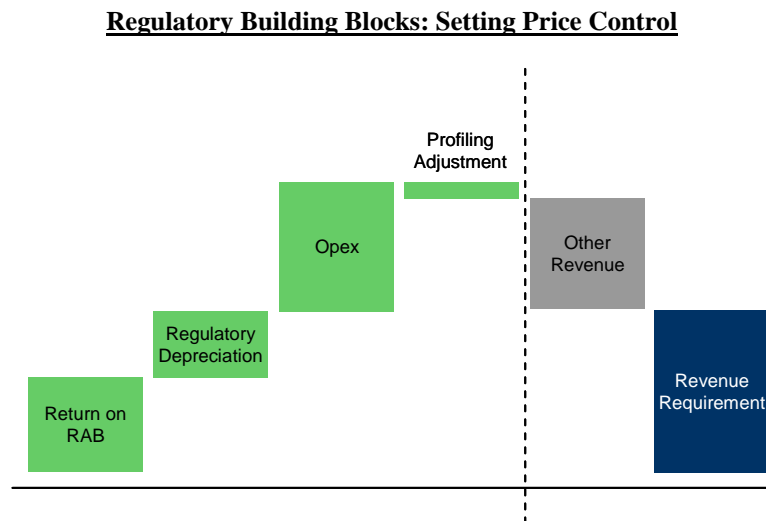 Regulatory Building Blocks: Setting Price Control
Profiling
Adjustment
Opex
Other
Revenue
Regulatory
Depreciation
Return on
RAB
Revenue
Requirement